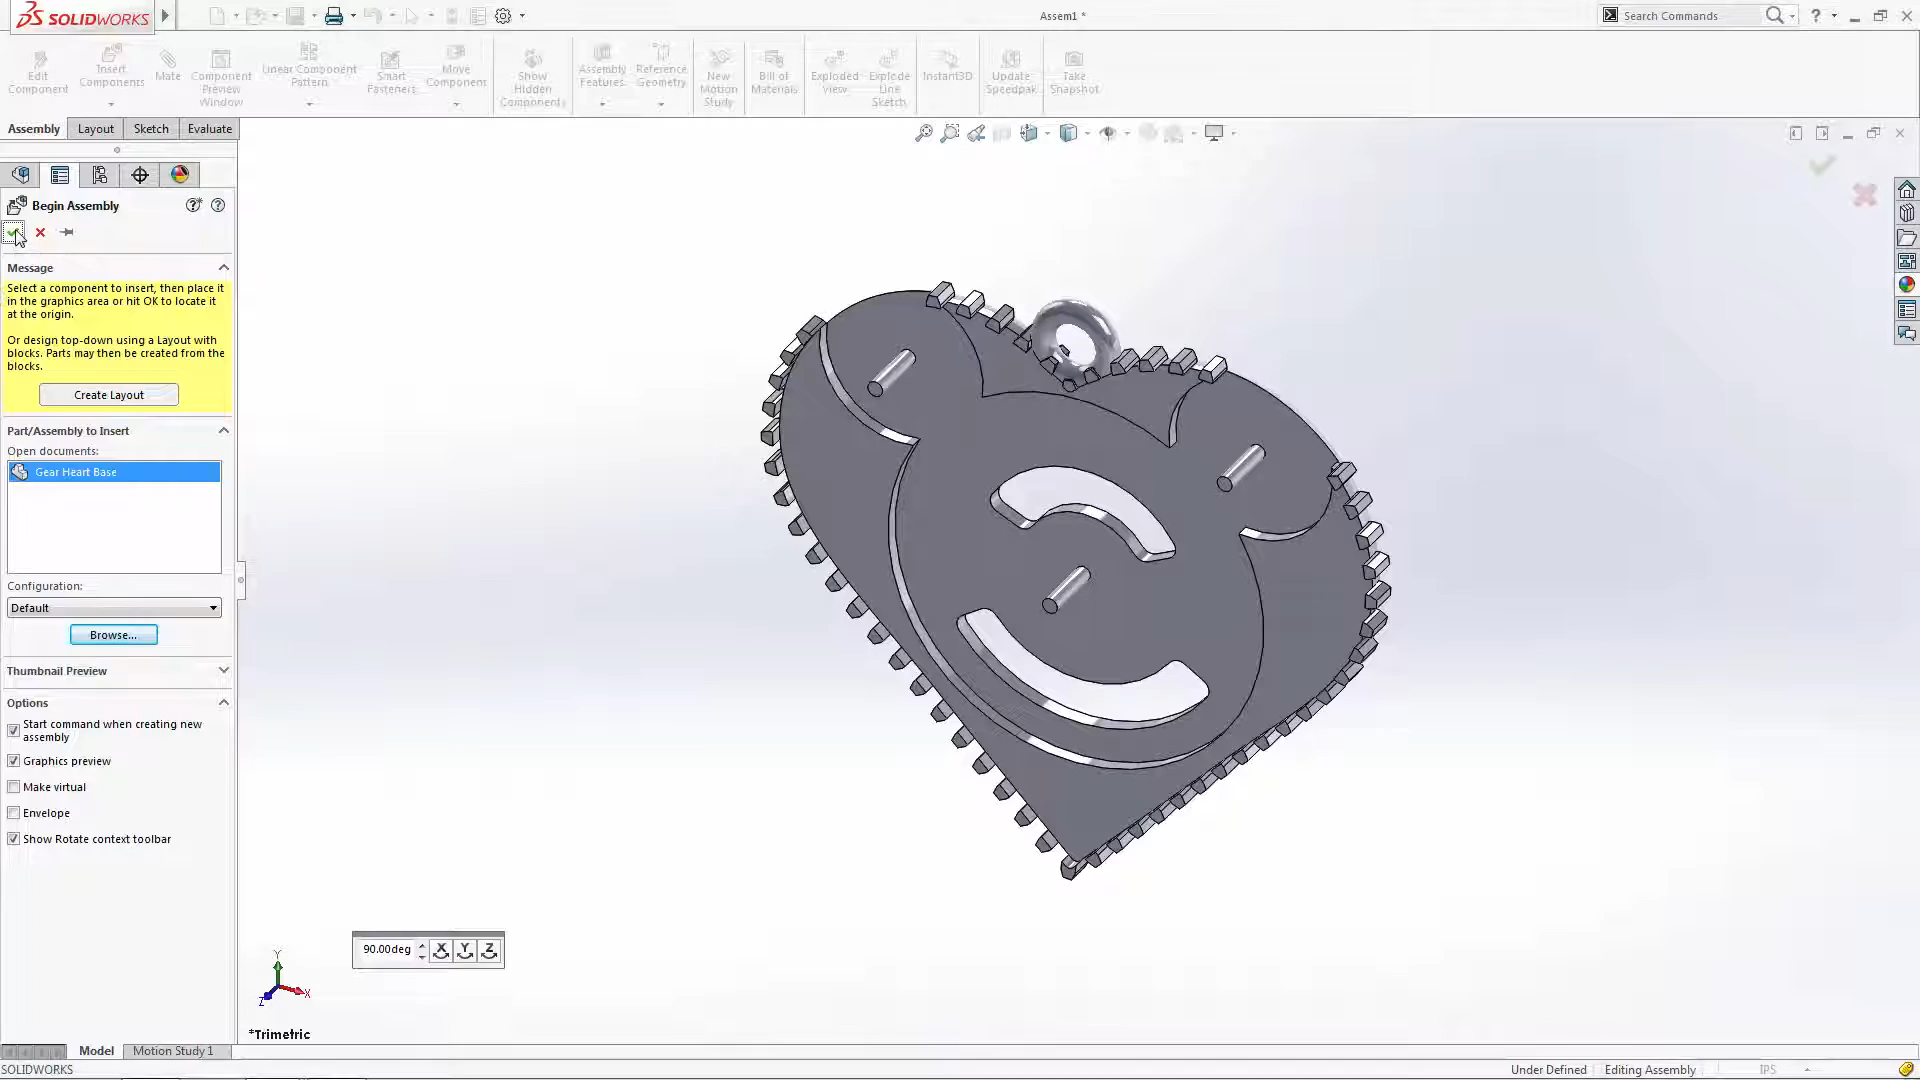 SOLIDWORKS
Assem1 *
Search Commands
?
Edit
Component
Insert
Components
Mate
Component
Preview
Window
Linear Component
Pattern
Smart
Fasteners
Move
Component
Show
Hidden
Components
Assembly
Features
Reference
Geometry
New
Motion
Study
Bill of
Materials
Exploded
View
Explode
Line
Sketch
Instant3D
Update
Speedpak
Take
Snapshot
Assembly
Layout
Sketch
Evaluate
Begin Assembly
Message
Select a component to insert, then place it
in the graphics area or hit OK to locate it
at the origin.
Or design top-down using a Layout with
blocks. Parts may then be created from the
blocks.
Create Layout
Part/Assembly to Insert
Open documents:
Gear Heart Base
Configuration:
Default
Browse...
Thumbnail Preview
Options
Start command when creating new
assembly
Graphics preview
Make virtual
Envelope
Show Rotate context toolbar
90.00deg
X
Y
Z
Y
X
Z
*Trimetric
Model
Motion Study 1
SOLIDWORKS
Under Defined
Editing Assembly
IPS